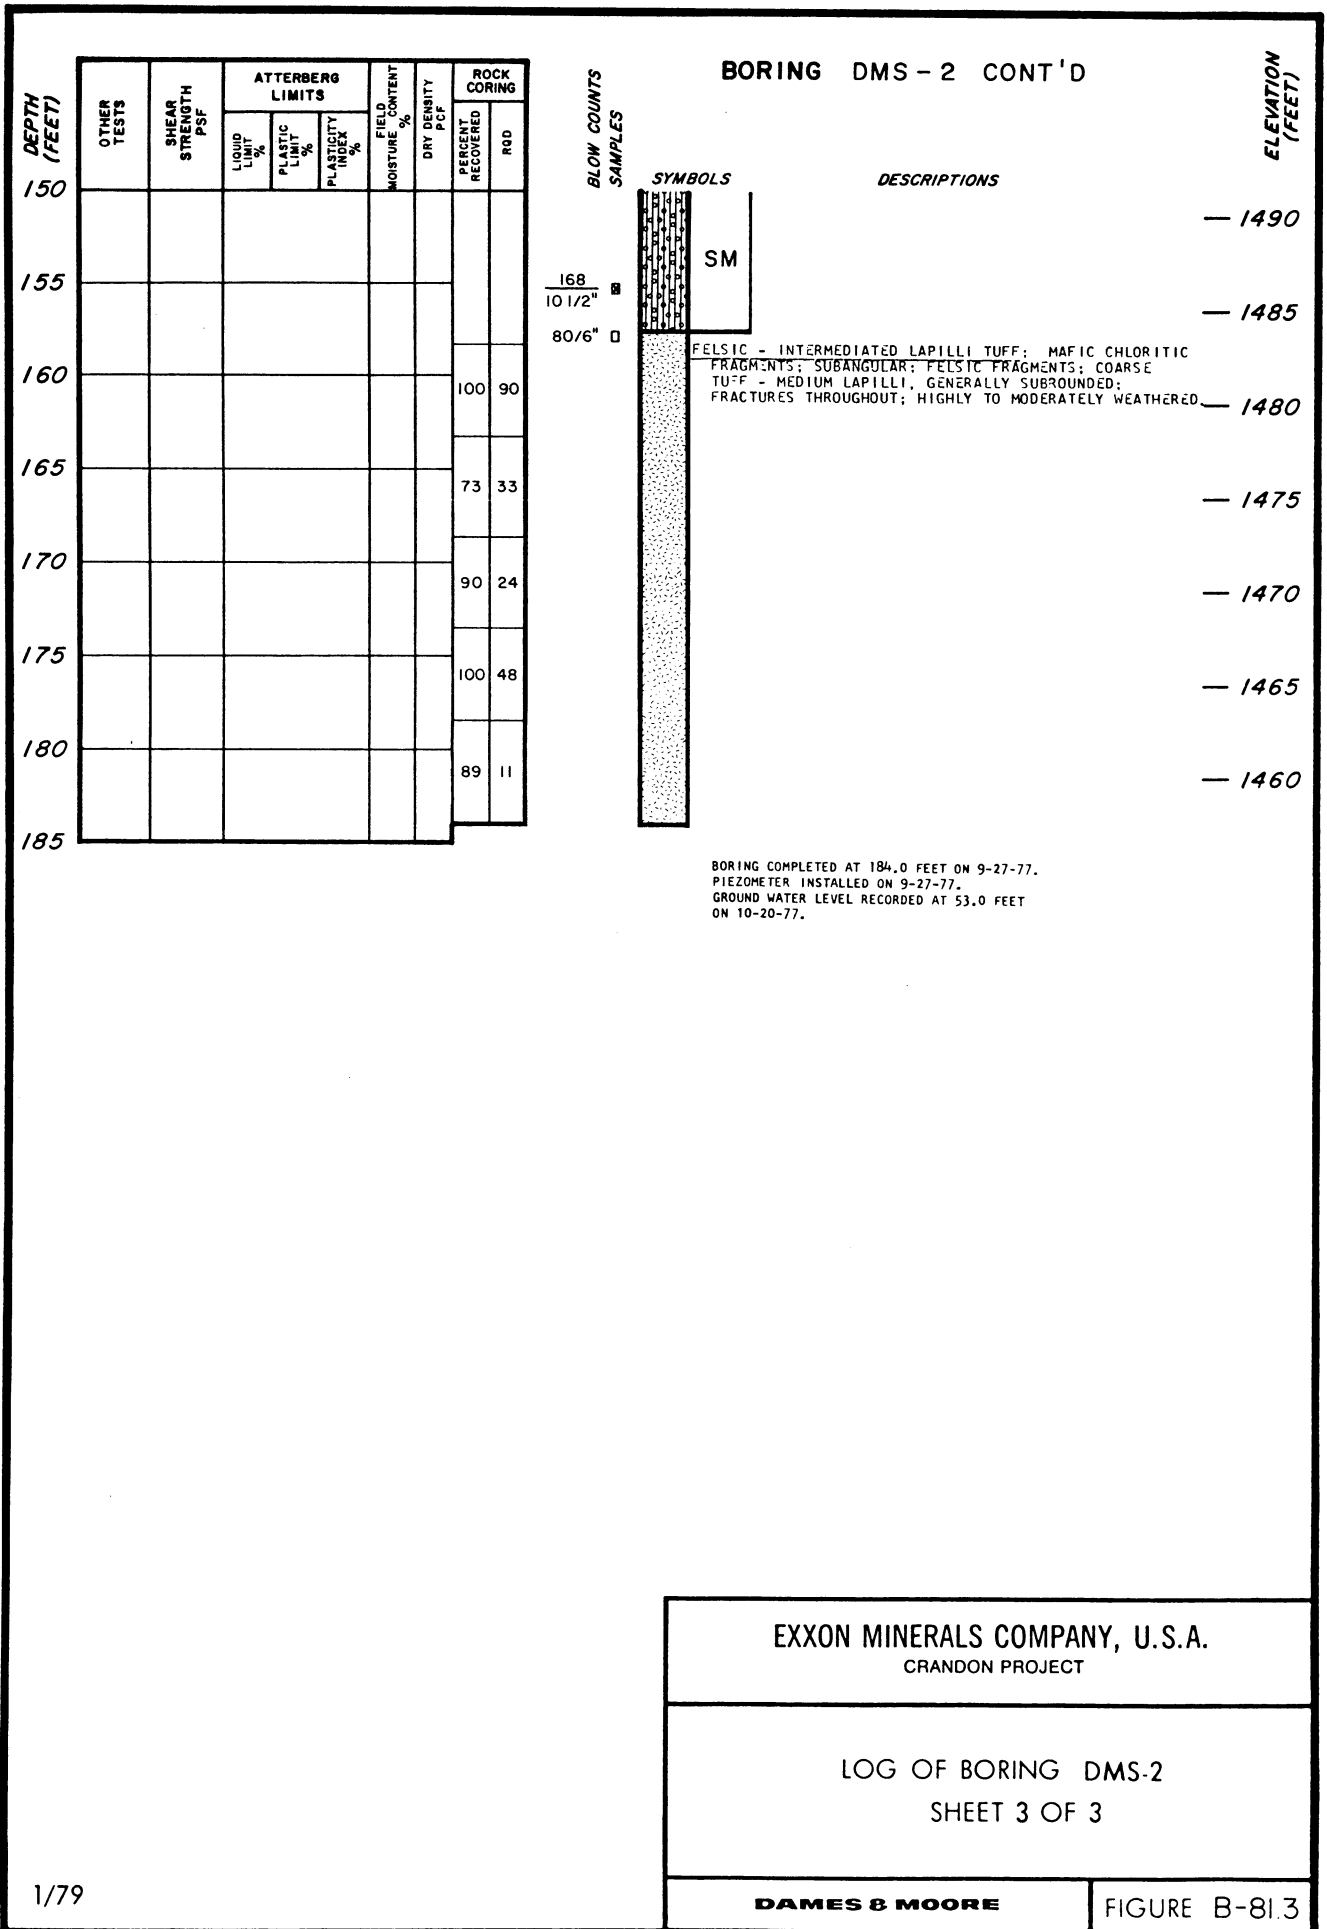 BORING DMS-2 CONT'D
DEPTH
(FEET)
OTHER
TESTS
SHEAR
STRENGTH
PSF
ATTERBERG
LIMITS
LIQUID
LIMIT
%
PLASTIC
LIMIT
%
PLASTICITY
INDEX
%
FIELD
MOISTURE CONTENT
%
DRY DENSITY
PCF
ROCK
CORING
PERCENT
RECOVERED
RQD
BLOW COUNTS
SAMPLES
SYMBOLS
DESCRIPTIONS
ELEVATION
(FEET)
150
— 1490
SM
155
168
10 1/2"
— 1485
80/6"
FELSIC - INTERMEDIATED LAPILLI TUFF; MAFIC CHLORITIC
FRAGMENTS; SUBANGULAR; FELSIC FRAGMENTS; COARSE
TUFF - MEDIUM LAPILLI, GENERALLY SUBROUNDED;
FRACTURES THROUGHOUT; HIGHLY TO MODERATELY WEATHERED.
160
100 90
— 1480
165
73 33
— 1475
170
90 24
— 1470
175
100 48
— 1465
180
89 11
— 1460
185
BORING COMPLETED AT 184.0 FEET ON 9-27-77.
PIEZOMETER INSTALLED ON 9-27-77.
GROUND WATER LEVEL RECORDED AT 53.0 FEET
ON 10-20-77.
EXXON MINERALS COMPANY, U.S.A.
CRANDON PROJECT
LOG OF BORING DMS-2
SHEET 3 OF 3
1/79
DAMES & MOORE
FIGURE B-81.3